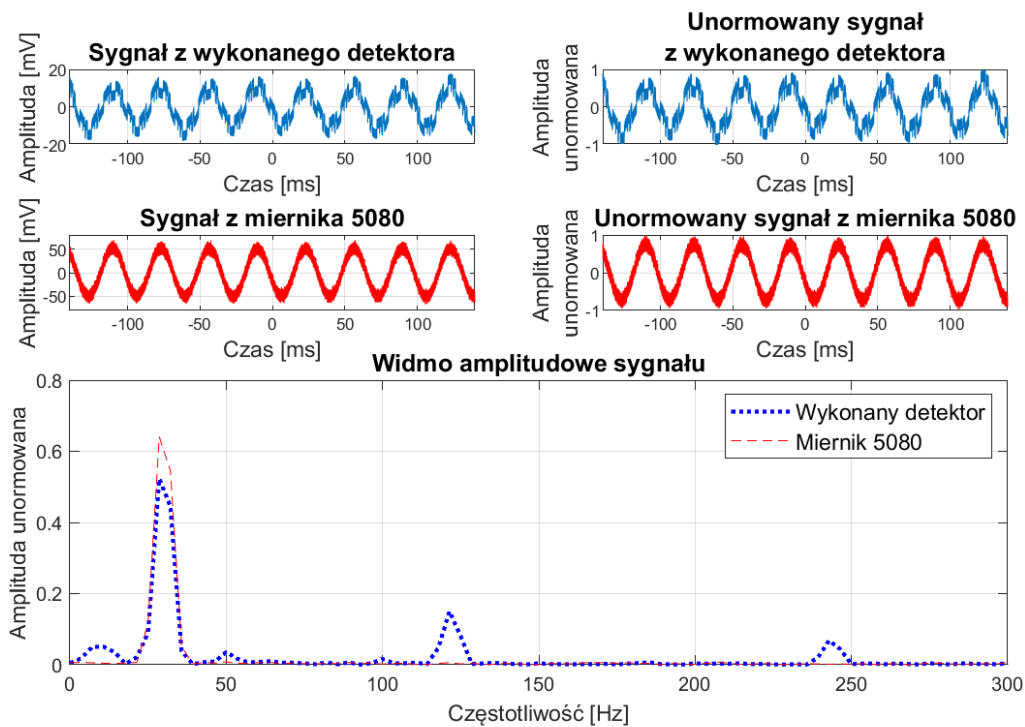 Sygnał z wykonanego detektora
Amplituda [mV]
20
0
-20
-100 -50 0 50 100
Czas [ms]
Unormowany sygnał
z wykonanego detektora
Amplituda
unormowana
1
0
-1
-100 -50 0 50 100
Czas [ms]
Sygnał z miernika 5080
Amplituda [mV]
50
0
-50
-100 -50 0 50 100
Czas [ms]
Unormowany sygnał z miernika 5080
Amplituda
unormowana
1
0
-1
-100 -50 0 50 100
Czas [ms]
Widmo amplitudowe sygnału
Amplituda unormowana
0.8
0.6
0.4
0.2
0
Wykonany detektor
Miernik 5080
0 50 100 150 200 250 300
Częstotliwość [Hz]